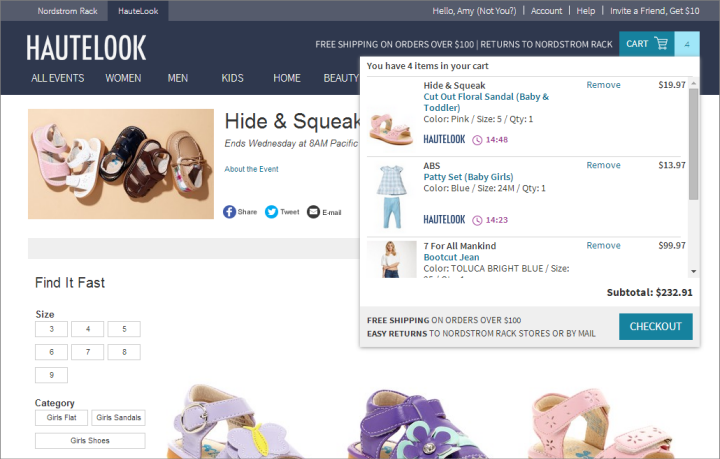 Nordstrom Rack
HauteLook
Hello, Amy (Not You?) | Account | Help | Invite a Friend, Get $10
HAUTELOOK
FREE SHIPPING ON ORDERS OVER $100 | RETURNS TO NORDSTROM RACK
CART 4
ALL EVENTS WOMEN MEN KIDS HOME BEAUTY
You have 4 items in your cart
Hide & Squeak Remove $19.97
Cut Out Floral Sandal (Baby &
Toddler)
Color: Pink / Size: 5 / Qty: 1
HAUTELOOK 14:48
ABS Remove $13.97
Patty Set (Baby Girls)
Color: Blue / Size: 24M / Qty: 1
HAUTELOOK 14:23
7 For All Mankind Remove $99.97
Bootcut Jean
Color: TOLUCA BRIGHT BLUE / Size:
Subtotal: $232.91
FREE SHIPPING ON ORDERS OVER $100
EASY RETURNS TO NORDSTROM RACK STORES OR BY MAIL
CHECKOUT
Hide & Squeak
Ends Wednesday at 8AM Pacific
About the Event
Share Tweet E-mail
Find It Fast
Size
3 4 5
6 7 8
9
Category
Girls Flat Girls Sandals
Girls Shoes